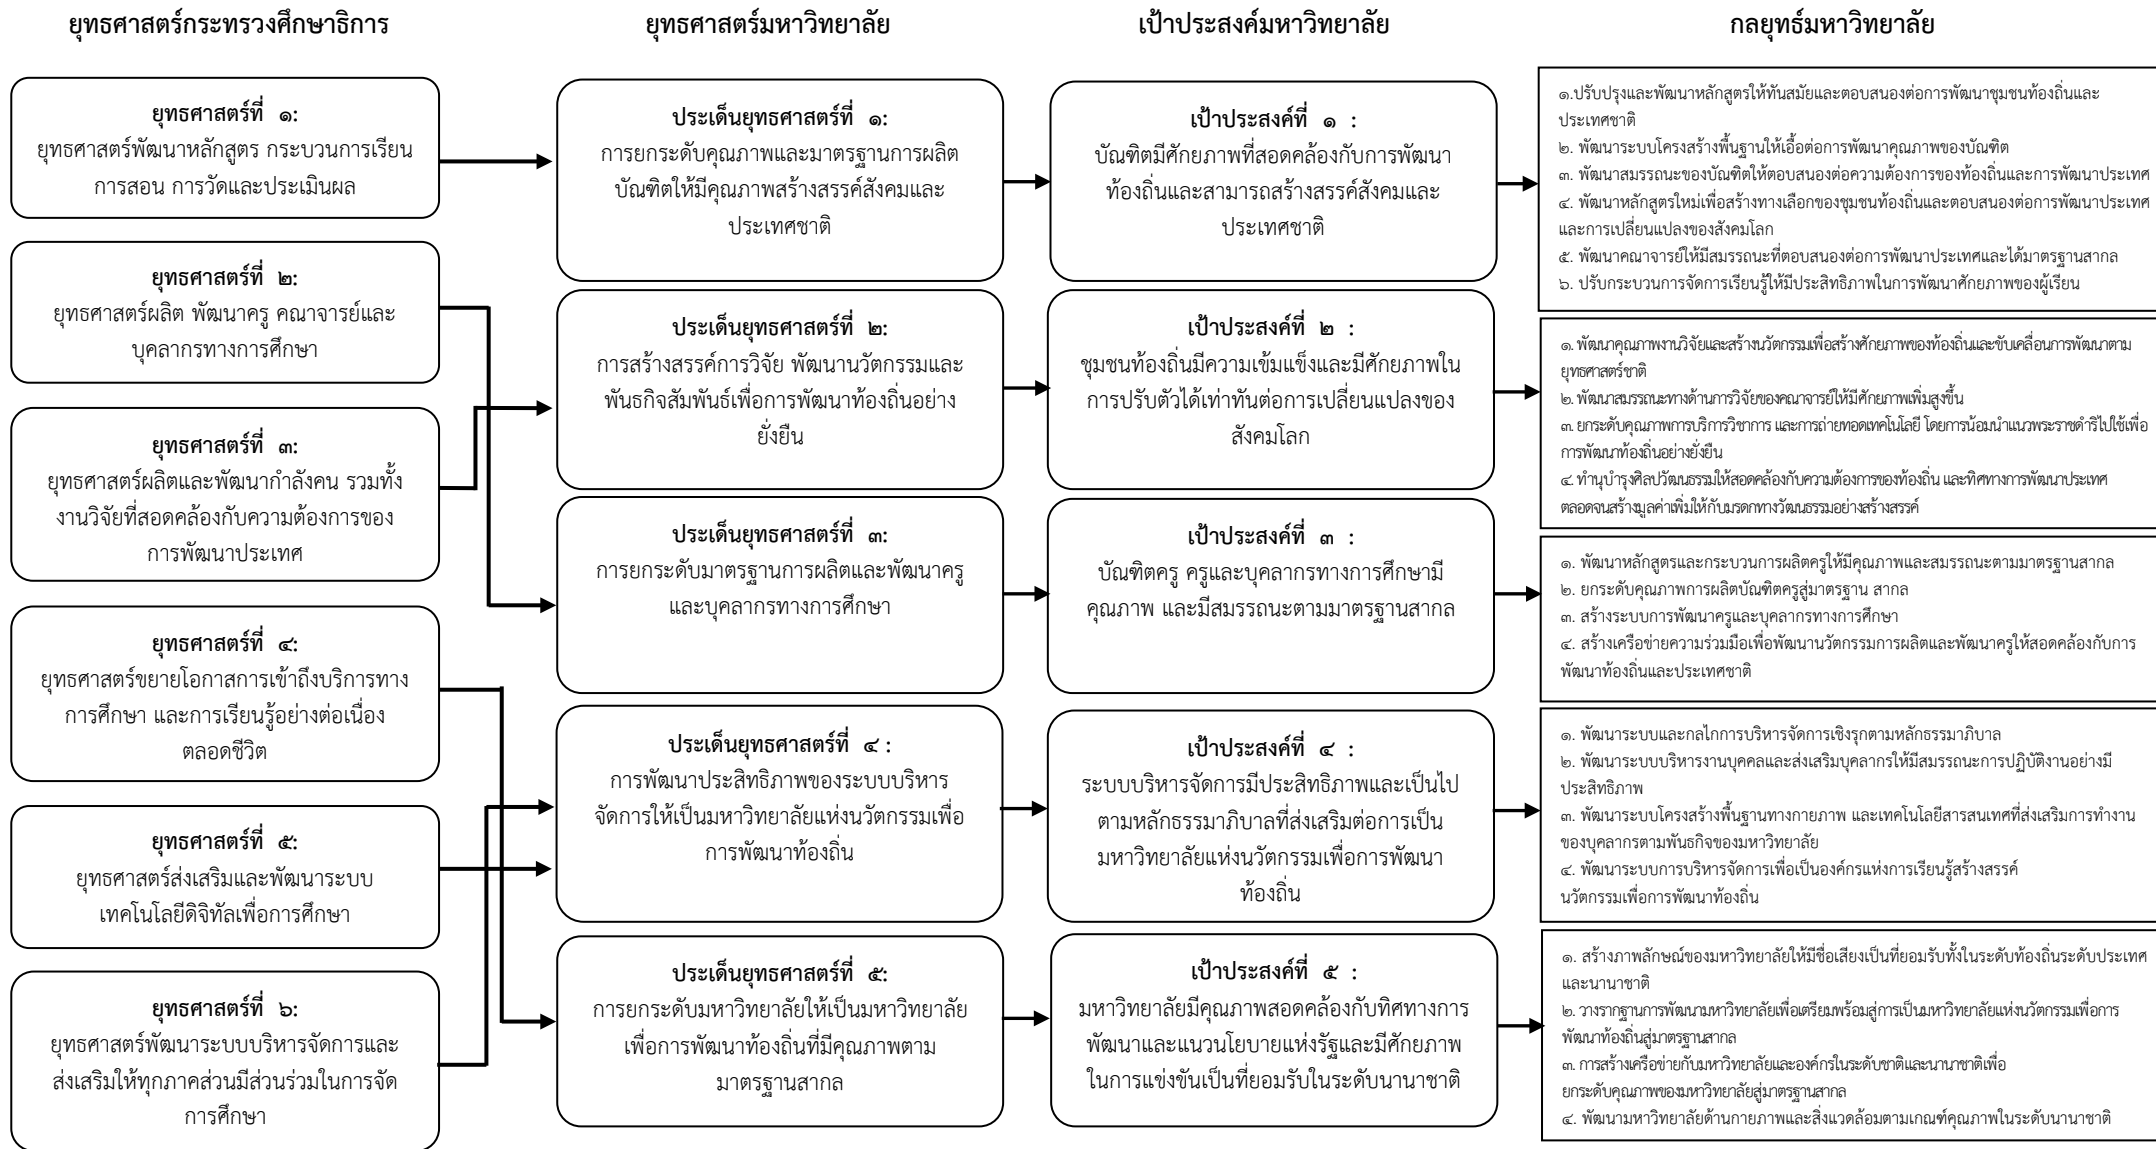 ยุทธศาสตร์กระทรวงศึกษาธิการ
ยุทธศาสตร์ที่ ๑:
ยุทธศาสตร์พัฒนาหลักสูตร กระบวนการเรียน
การสอน การวัดและประเมินผล
ยุทธศาสตร์ที่ ๒:
ยุทธศาสตร์ผลิต พัฒนาครู คณาจารย์และ
บุคลากรทางการศึกษา
ยุทธศาสตร์ที่ ๓:
ยุทธศาสตร์ผลิตและพัฒนากำลังคน รวมทั้ง
งานวิจัยที่สอดคล้องกับความต้องการของ
การพัฒนาประเทศ
ยุทธศาสตร์ที่ ๔:
ยุทธศาสตร์ขยายโอกาสการเข้าถึงบริการทาง
การศึกษา และการเรียนรู้อย่างต่อเนื่อง
ตลอดชีวิต
ยุทธศาสตร์ที่ ๕:
ยุทธศาสตร์ส่งเสริมและพัฒนาระบบ
เทคโนโลยีดิจิทัลเพื่อการศึกษา
ยุทธศาสตร์ที่ ๖:
ยุทธศาสตร์พัฒนาระบบบริหารจัดการและ
ส่งเสริมให้ทุกภาคส่วนมีส่วนร่วมในการจัด
การศึกษา
ยุทธศาสตร์มหาวิทยาลัย
ประเด็นยุทธศาสตร์ที่ ๑:
การยกระดับคุณภาพและมาตรฐานการผลิต
บัณฑิตให้มีคุณภาพสร้างสรรค์สังคมและ
ประเทศชาติ
ประเด็นยุทธศาสตร์ที่ ๒:
การสร้างสรรค์การวิจัย พัฒนานวัตกรรมและ
พันธกิจสัมพันธ์เพื่อการพัฒนาท้องถิ่นอย่าง
ยั่งยืน
ประเด็นยุทธศาสตร์ที่ ๓:
การยกระดับมาตรฐานการผลิตและพัฒนาครู
และบุคลากรทางการศึกษา
ประเด็นยุทธศาสตร์ที่ ๔ :
การพัฒนาประสิทธิภาพของระบบบริหาร
จัดการให้เป็นมหาวิทยาลัยแห่งนวัตกรรมเพื่อ
การพัฒนาท้องถิ่น
ประเด็นยุทธศาสตร์ที่ ๕:
การยกระดับมหาวิทยาลัยให้เป็นมหาวิทยาลัย
เพื่อการพัฒนาท้องถิ่นที่มีคุณภาพตาม
มาตรฐานสากล
เป้าประสงค์มหาวิทยาลัย
เป้าประสงค์ที่ ๑ :
บัณฑิตมีศักยภาพที่สอดคล้องกับการพัฒนา
ท้องถิ่นและสามารถสร้างสรรค์สังคมและ
ประเทศชาติ
เป้าประสงค์ที่ ๒ :
ชุมชนท้องถิ่นมีความเข้มแข็งและมีศักยภาพใน
การปรับตัวได้เท่าทันต่อการเปลี่ยนแปลงของ
สังคมโลก
เป้าประสงค์ที่ ๓ :
บัณฑิตครู ครูและบุคลากรทางการศึกษามี
คุณภาพ และมีสมรรถนะตามมาตรฐานสากล
เป้าประสงค์ที่ ๔ :
ระบบบริหารจัดการมีประสิทธิภาพและเป็นไป
ตามหลักธรรมาภิบาลที่ส่งเสริมต่อการเป็น
มหาวิทยาลัยแห่งนวัตกรรมเพื่อการพัฒนา
ท้องถิ่น
เป้าประสงค์ที่ ๕ :
มหาวิทยาลัยมีคุณภาพสอดคล้องกับทิศทางการ
พัฒนาและแนวนโยบายแห่งรัฐและมีศักยภาพ
ในการแข่งขันเป็นที่ยอมรับในระดับนานาชาติ
กลยุทธ์มหาวิทยาลัย
๑.ปรับปรุงและพัฒนาหลักสูตรให้ทันสมัยและตอบสนองต่อการพัฒนาชุมชนท้องถิ่นและ
ประเทศชาติ
๒. พัฒนาระบบโครงสร้างพื้นฐานให้เอื้อต่อการพัฒนาคุณภาพของบัณฑิต
๓. พัฒนาสมรรถนะของบัณฑิตให้ตอบสนองต่อความต้องการของท้องถิ่นและการพัฒนาประเทศ
๔. พัฒนาหลักสูตรใหม่เพื่อสร้างทางเลือกของชุมชนท้องถิ่นและตอบสนองต่อการพัฒนาประเทศ
และการเปลี่ยนแปลงของสังคมโลก
๕. พัฒนาคณาจารย์ให้มีสมรรถนะที่ตอบสนองต่อการพัฒนาประเทศและได้มาตรฐานสากล
๖. ปรับกระบวนการจัดการเรียนรู้ให้มีประสิทธิภาพในการพัฒนาศักยภาพของผู้เรียน
๑. พัฒนาคุณภาพงานวิจัยและสร้างนวัตกรรมเพื่อสร้างศักยภาพของท้องถิ่นและขับเคลื่อนการพัฒนาตาม
ยุทธศาสตร์ชาติ
๒. พัฒนาสมรรถนะทางด้านการวิจัยของคณาจารย์ให้มีศักยภาพเพิ่มสูงขึ้น
๓. ยกระดับคุณภาพการบริการวิชาการ และการถ่ายทอดเทคโนโลยี โดยการน้อมนำแนวพระราชดำริไปใช้เพื่อ
การพัฒนาท้องถิ่นอย่างยั่งยืน
๔. ทำนุบำรุงศิลปวัฒนธรรมให้สอดคล้องกับความต้องการของท้องถิ่น และทิศทางการพัฒนาประเทศ
ตลอดจนสร้างมูลค่าเพิ่มให้กับมรดกทางวัฒนธรรมอย่างสร้างสรรค์
๑. พัฒนาหลักสูตรและกระบวนการผลิตครูให้มีคุณภาพและสมรรถนะตามมาตรฐานสากล
๒. ยกระดับคุณภาพการผลิตบัณฑิตครูสู่มาตรฐาน สากล
๓. สร้างระบบการพัฒนาครูและบุคลากรทางการศึกษา
๔. สร้างเครือข่ายความร่วมมือเพื่อพัฒนานวัตกรรมการผลิตและพัฒนาครูให้สอดคล้องกับการ
พัฒนาท้องถิ่นและประเทศชาติ
๑. พัฒนาระบบและกลไกการบริหารจัดการเชิงรุกตามหลักธรรมาภิบาล
๒. พัฒนาระบบบริหารงานบุคคลและส่งเสริมบุคลากรให้มีสมรรถนะการปฏิบัติงานอย่างมี
ประสิทธิภาพ
๓. พัฒนาระบบโครงสร้างพื้นฐานทางกายภาพ และเทคโนโลยีสารสนเทศที่ส่งเสริมการทำงาน
ของบุคลากรตามพันธกิจของมหาวิทยาลัย
๔. พัฒนาระบบการบริหารจัดการเพื่อเป็นองค์กรแห่งการเรียนรู้สร้างสรรค์
นวัตกรรมเพื่อการพัฒนาท้องถิ่น
๑. สร้างภาพลักษณ์ของมหาวิทยาลัยให้มีชื่อเสียงเป็นที่ยอมรับทั้งในระดับท้องถิ่นระดับประเทศ
และนานาชาติ
๒. วางรากฐานการพัฒนามหาวิทยาลัยเพื่อเตรียมพร้อมสู่การเป็นมหาวิทยาลัยแห่งนวัตกรรมเพื่อการ
พัฒนาท้องถิ่นสู่มาตรฐานสากล
๓. การสร้างเครือข่ายกับมหาวิทยาลัยและองค์กรในระดับชาติและนานาชาติเพื่อ
ยกระดับคุณภาพของมหาวิทยาลัยสู่มาตรฐานสากล
๔. พัฒนามหาวิทยาลัยด้านกายภาพและสิ่งแวดล้อมตามเกณฑ์คุณภาพในระดับนานาชาติ